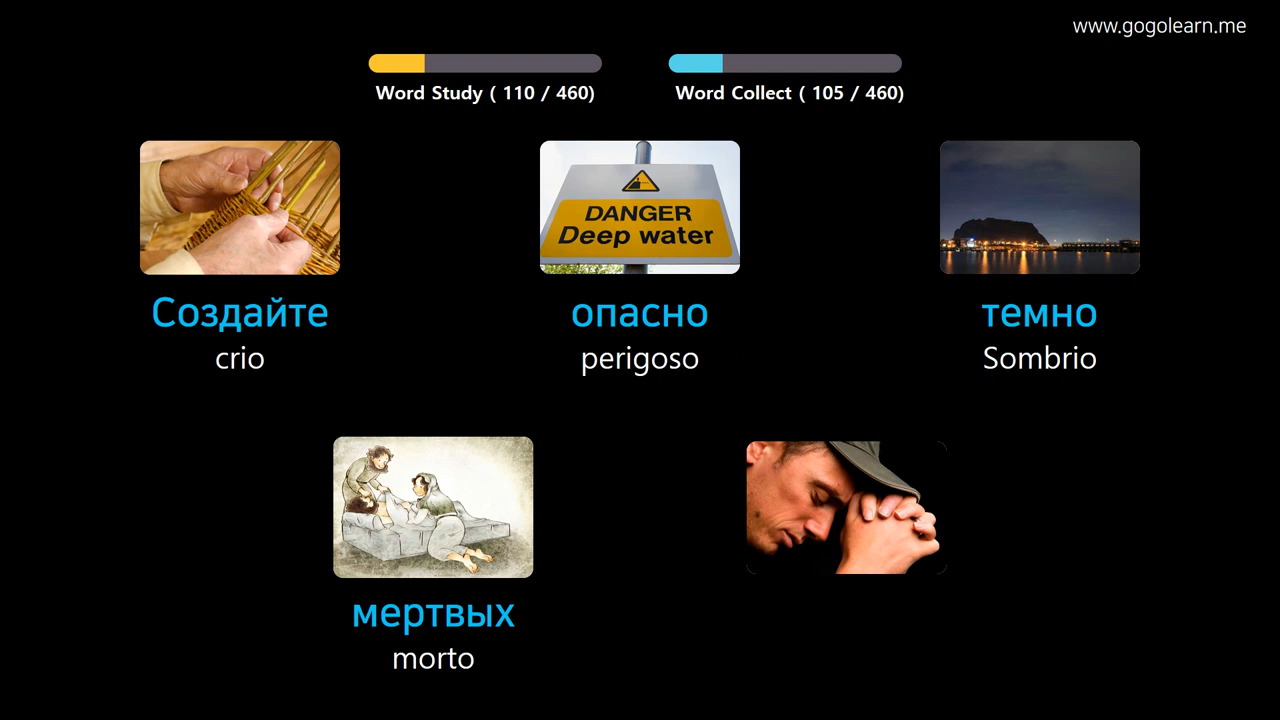 www.gogolearn.me
Word Study ( 110 / 460)
Word Collect ( 105 / 460)
DANGER
Deep water
Создайте
crio
опасно
perigoso
темно
Sombrio
мертвых
morto